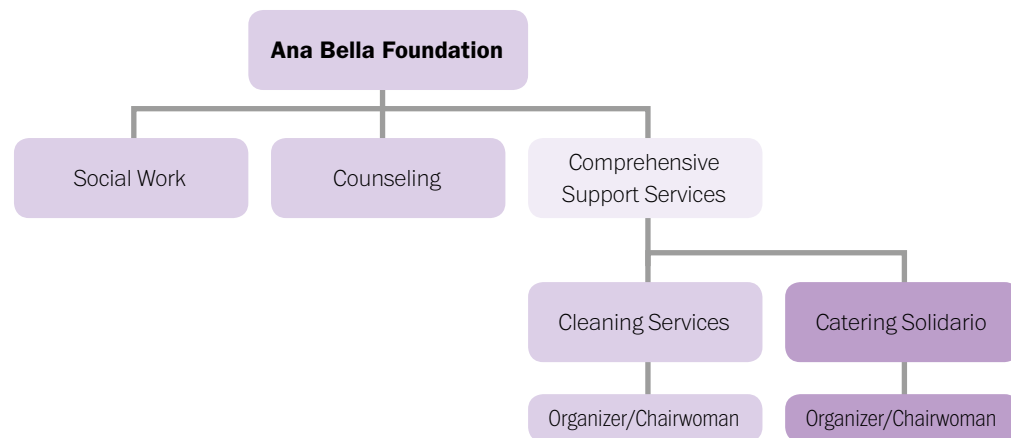 Ana Bella Foundation
Social Work
Counseling
Comprehensive
Support Services
Cleaning Services
Catering Solidario
Organizer/Chairwoman
Organizer/Chairwoman